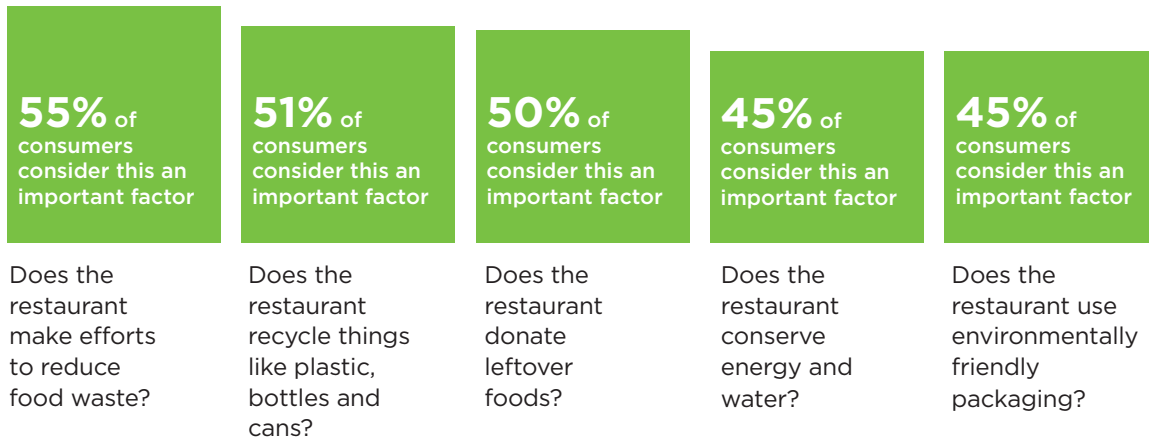 55% of
consumers
consider this an
important factor
Does the
restaurant
make efforts
to reduce
food waste?
51% of
consumers
consider this an
important factor
Does the
restaurant
recycle things
like plastic,
bottles and
cans?
50% of
consumers
consider this an
important factor
Does the
restaurant
donate
leftover
foods?
45% of
consumers
consider this an
important factor
Does the
restaurant
conserve
energy and
water?
45% of
consumers
consider this an
important factor
Does the
restaurant use
environmentally
friendly
packaging?